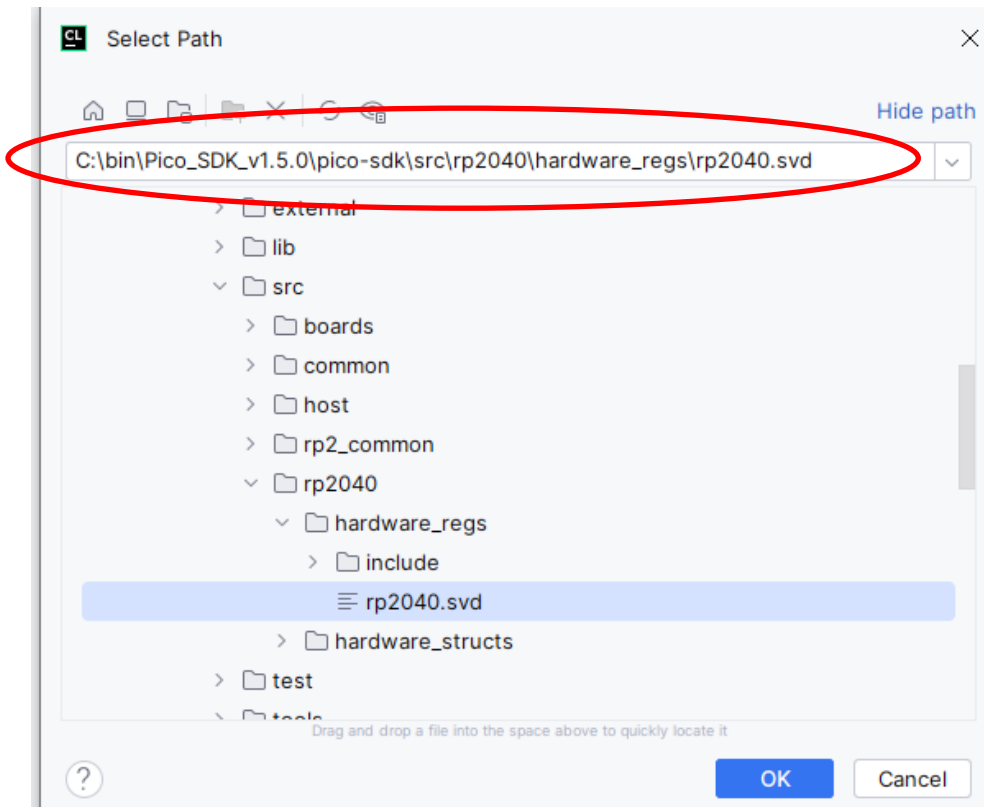 CL Select Path
Hide path
C:\bin\Pico_SDK_v1.5.0\pico-sdk\src\rp2040\hardware_regs\rp2040.svd
external
lib
src
boards
common
host
rp2_common
rp2040
hardware_regs
include
rp2040.svd
hardware_structs
test
tools
Drag and drop a file into the space above to quickly locate it
? OK Cancel